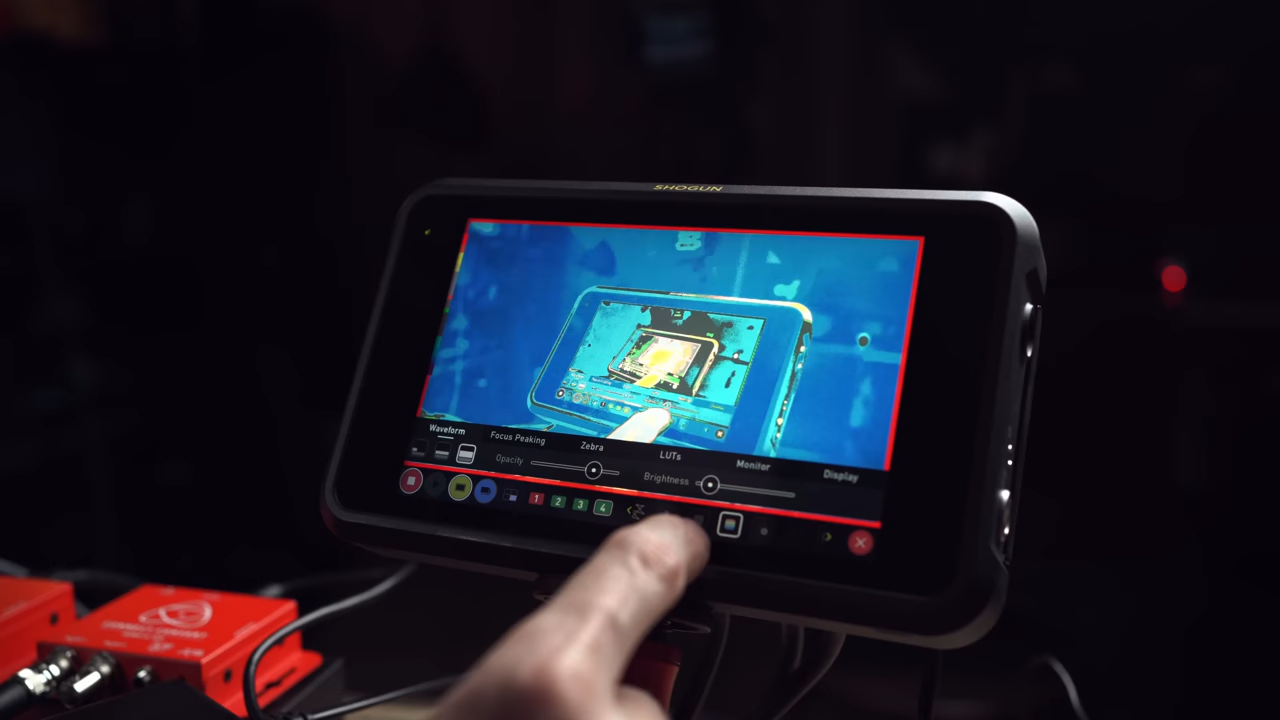 SHOGUN
Waveform
Focus Peaking
Zebra
LUTs
Monitor
Display
Opacity
Brightness
1
2
3
4